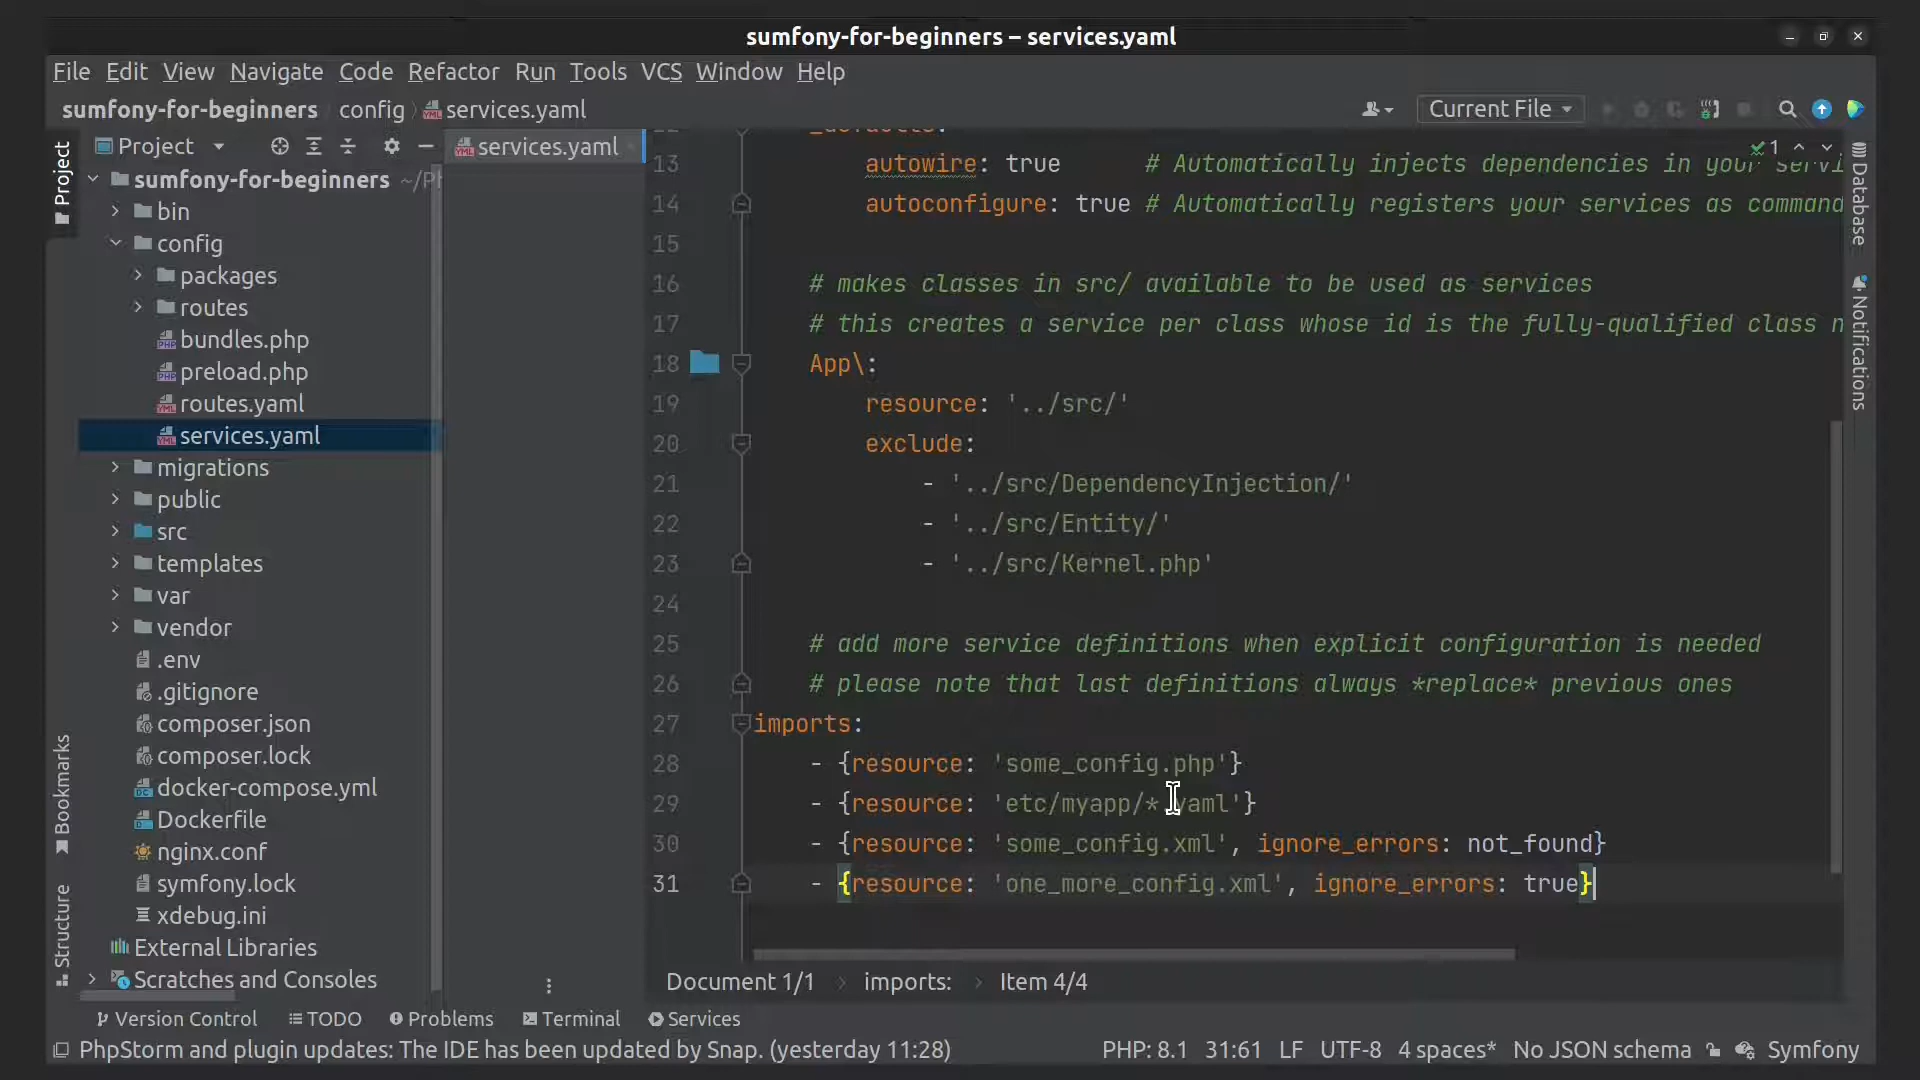 sumfony-for-beginners – services.yaml
File Edit View Navigate Code Refactor Run Tools VCS Window Help
sumfony-for-beginners config services.yaml
Current File
Project
Project
services.yaml
sumfony-for-beginners ~/Ph
bin
config
packages
routes
bundles.php
preload.php
routes.yaml
services.yaml
migrations
public
src
templates
var
vendor
.env
.gitignore
composer.json
composer.lock
docker-compose.yml
Dockerfile
nginx.conf
symfony.lock
xdebug.ini
External Libraries
Scratches and Consoles
Bookmarks
Structure
1
_defaults:
13 autowire: true # Automatically injects dependencies in your servi
14 autoconfigure: true # Automatically registers your services as command
15
16 # makes classes in src/ available to be used as services
17 # this creates a service per class whose id is the fully-qualified class n
18 App\:
19 resource: '../src/'
20 exclude:
21 - '../src/DependencyInjection/'
22 - '../src/Entity/'
23 - '../src/Kernel.php'
24
25 # add more service definitions when explicit configuration is needed
26 # please note that last definitions always *replace* previous ones
27 imports:
28 - {resource: 'some_config.php'}
29 - {resource: 'etc/myapp/*.yaml'}
30 - {resource: 'some_config.xml', ignore_errors: not_found}
31 - {resource: 'one_more_config.xml', ignore_errors: true}
Database
Notifications
Document 1/1 imports: Item 4/4
Version Control TODO Problems Terminal Services
PhpStorm and plugin updates: The IDE has been updated by Snap. (yesterday 11:28) PHP: 8.1 31:61 LF UTF-8 4 spaces* No JSON schema Symfony